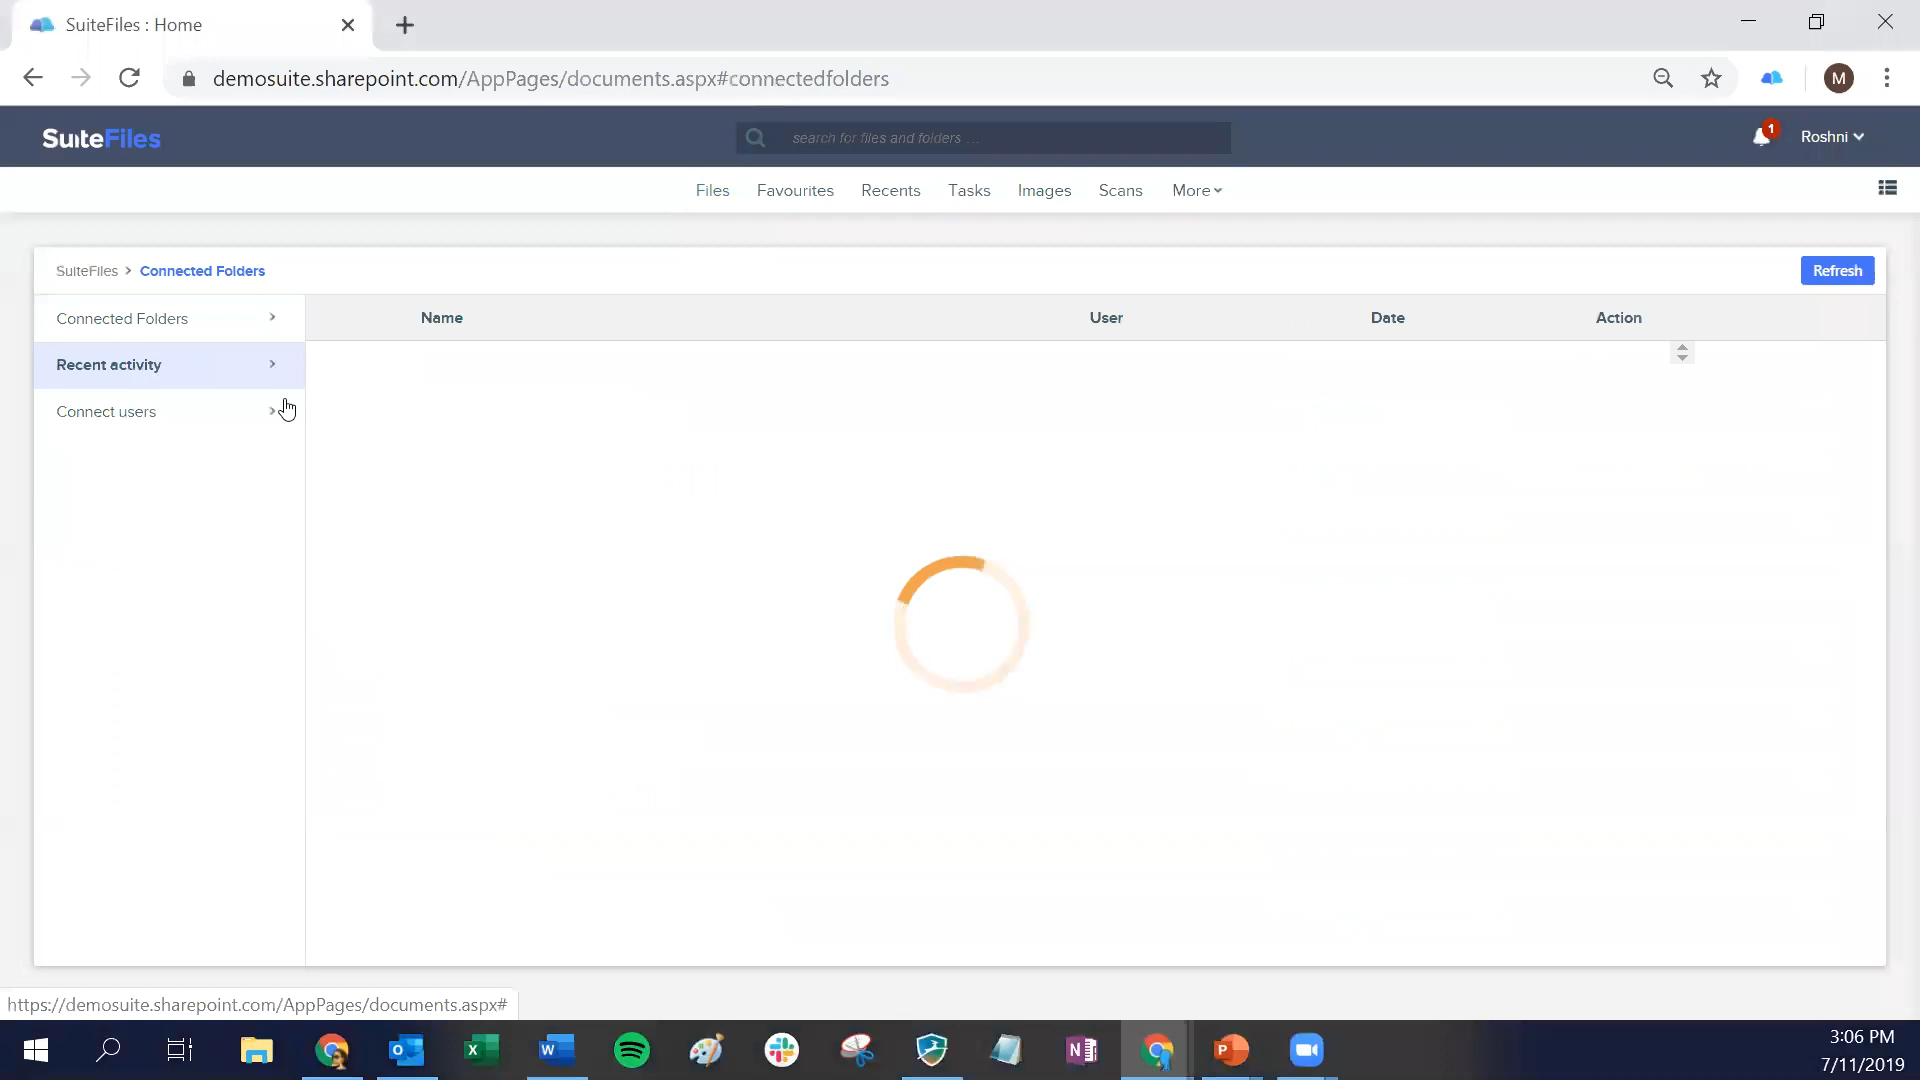 SuiteFiles : Home
demosuite.sharepoint.com/AppPages/documents.aspx#connectedfolders
M
SuiteFiles
search for files and folders ...
1
Roshni
Files Favourites Recents Tasks Images Scans More
SuiteFiles > Connected Folders
Refresh
Connected Folders
Name User Date Action
Recent activity
Connect users
https://demosuite.sharepoint.com/AppPages/documents.aspx#
3:06 PM
7/11/2019